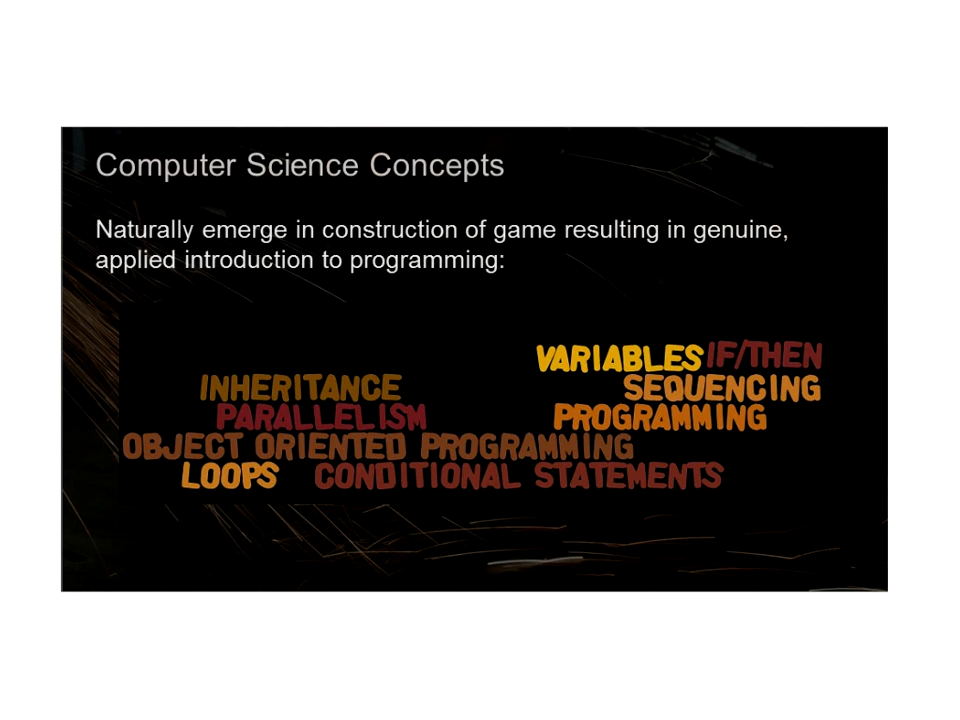 Computer Science Concepts
Naturally emerge in construction of game resulting in genuine,
applied introduction to programming:
VARIABLES IF/THEN
INHERITANCE SEQUENCING
PARALLELISM PROGRAMMING
OBJECT ORIENTED PROGRAMMING
LOOPS CONDITIONAL STATEMENTS